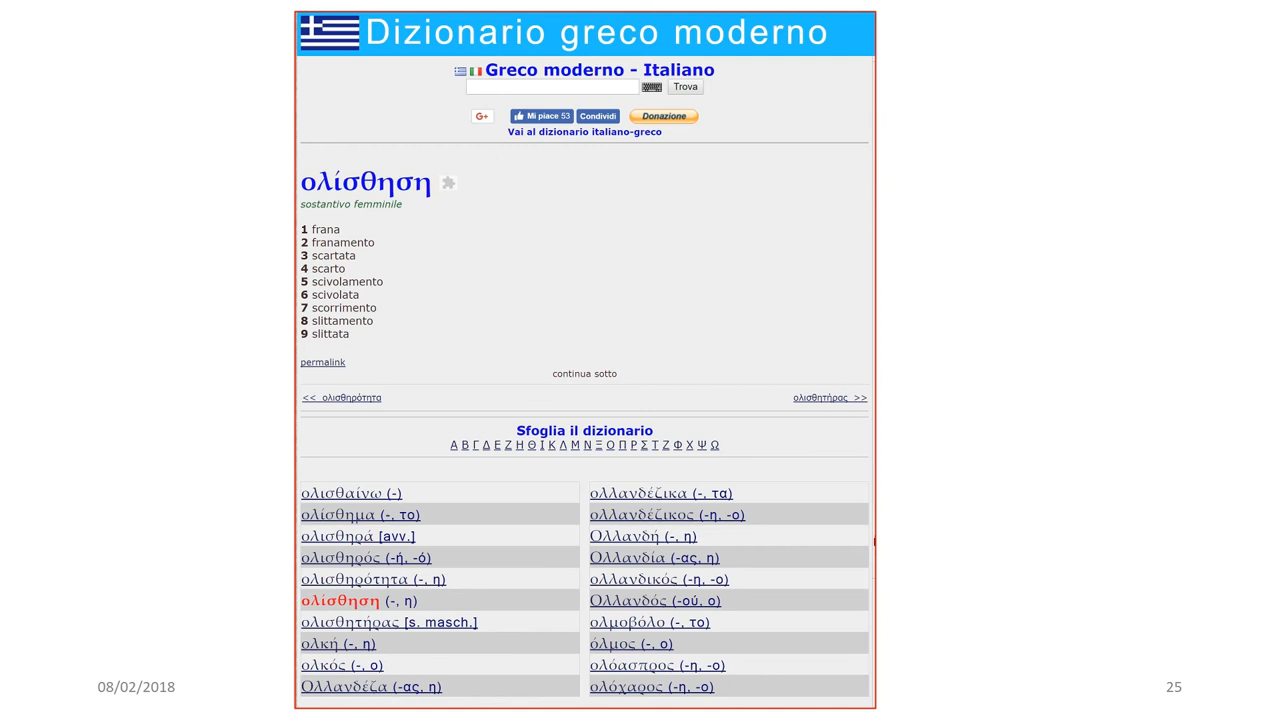 Dizionario greco moderno
Greco moderno - Italiano
Trova
G+ Mi piace 53 Condividi Donazione
Vai al dizionario italiano-greco
ολίσθηση
sostantivo femminile
1 frana
2 franamento
3 scartata
4 scarto
5 scivolamento
6 scivolata
7 scorrimento
8 slittamento
9 slittata
permalink
continua sotto
<< ολισθηρότητα
ολισθητήρας >>
Sfoglia il dizionario
Α Β Γ Δ Ε Ζ Η Θ Ι Κ Λ Μ Ν Ξ Ο Π Ρ Σ Τ Ζ Φ Χ Ψ Ω
ολισθαίνω (-)
ολίσθημα (-, το)
ολισθηρά [avv.]
ολισθηρός (-ή, -ό)
ολισθηρότητα (-, η)
ολίσθηση (-, η)
ολισθητήρας [s. masch.]
ολκή (-, η)
ολκός (-, ο)
Ολλανδέζα (-ας, η)
ολλανδέζικα (-, τα)
ολλανδέζικος (-η, -ο)
Ολλανδή (-, η)
Ολλανδία (-ας, η)
ολλανδικός (-η, -ο)
Ολλανδός (-ού, ο)
ολμοβόλο (-, το)
όλμος (-, ο)
ολόασπρος (-η, -ο)
ολόχαρος (-η, -ο)
08/02/2018
25